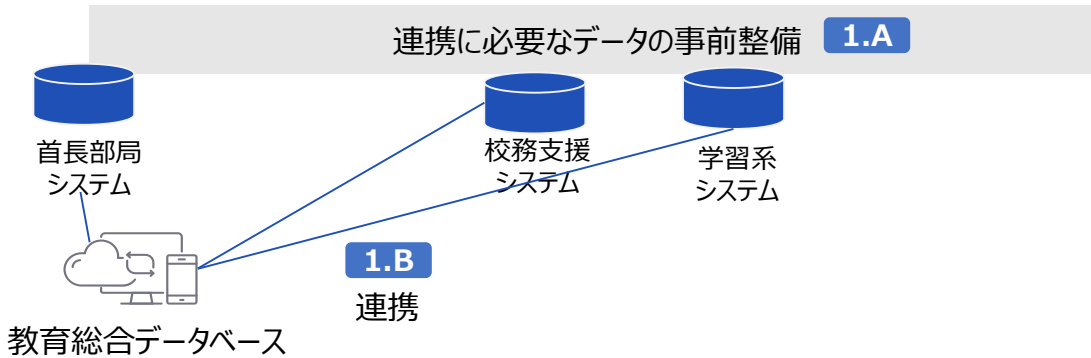 連携に必要なデータの事前整備 1.A
首長部局
システム
校務支援
システム
学習系
システム
1.B
連携
教育総合データベース